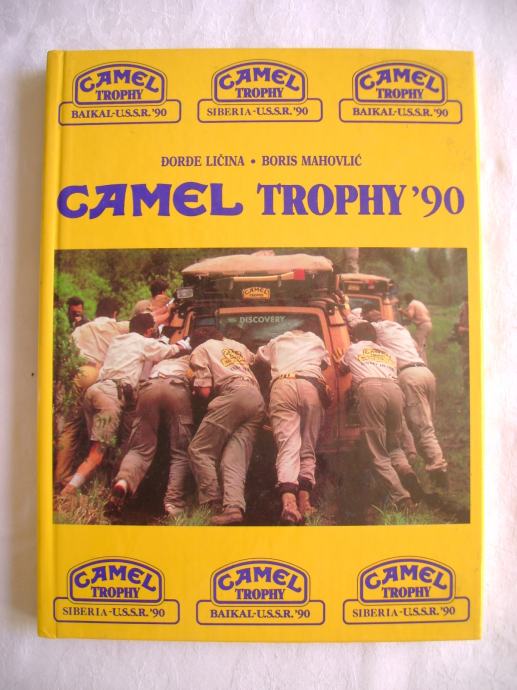 CAMEL
TROPHY
BAIKAL-U.S.S.R. '90
CAMEL
TROPHY
SIBERIA-U.S.S.R. '90
CAMEL
TROPHY
BAIKAL-U.S.S.R. '90
ĐORĐE LIČINA • BORIS MAHOVLIĆ
CAMEL TROPHY '90
CAMEL
DISCOVERY
CAMEL
TROPHY
SIBERIA-U.S.S.R. '90
CAMEL
TROPHY
BAIKAL-U.S.S.R. '90
CAMEL
TROPHY
SIBERIA-U.S.S.R. '90